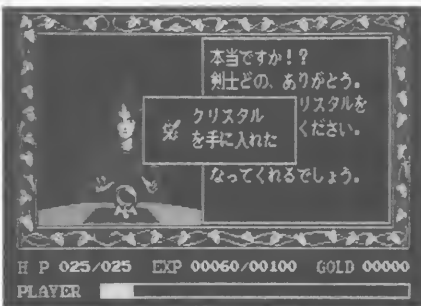 本当ですか！？
剣士どの、ありがとう。
リスタルを
ください。
クリスタル
を手に入れた
なってくれるでしょう。
H P 025/025 EXP 00060/00100 GOLD 00000
PLAYER